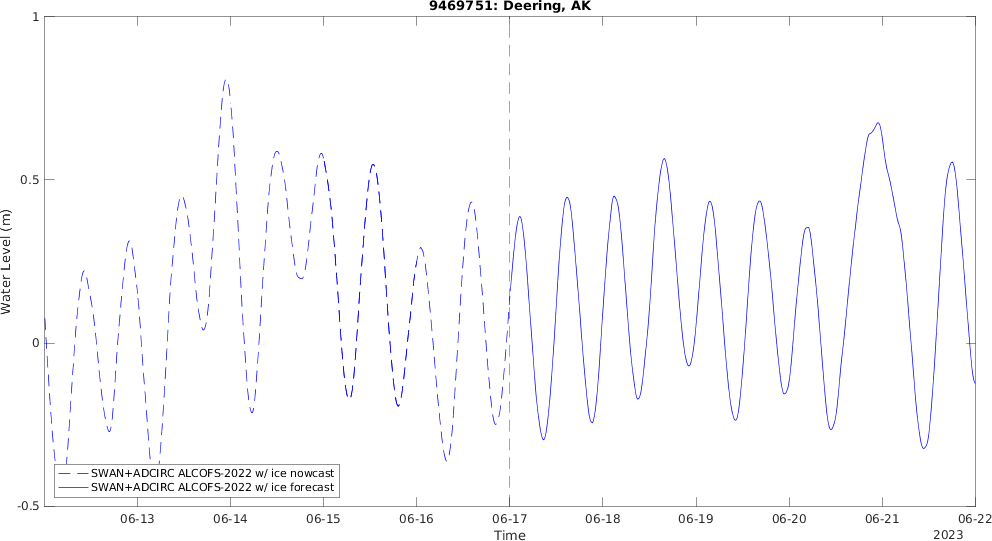 9469751: Deering, AK
Water Level (m)
1
0.5
0
-0.5
SWAN+ADCIRC ALCOFS-2022 w/ ice nowcast
SWAN+ADCIRC ALCOFS-2022 w/ ice forecast
06-13 06-14 06-15 06-16 06-17 06-18 06-19 06-20 06-21 06-22
Time
2023